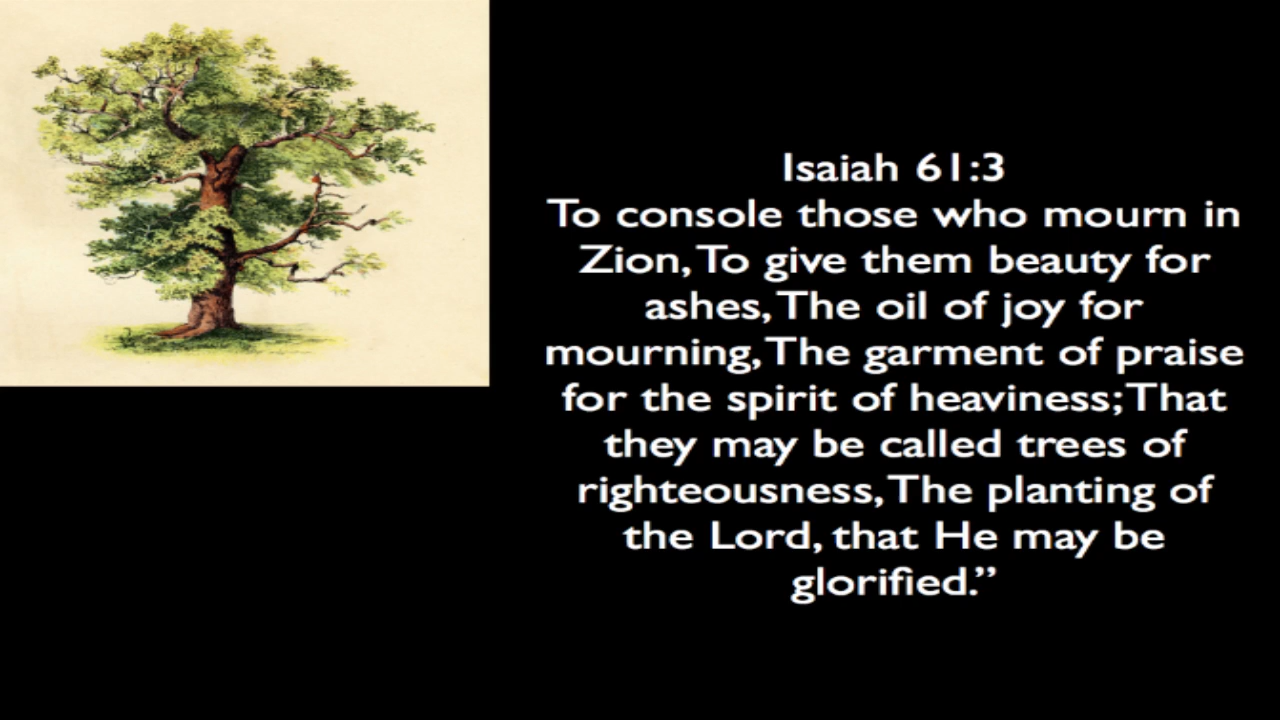 Isaiah 61:3
To console those who mourn in
Zion, To give them beauty for
ashes, The oil of joy for
mourning, The garment of praise
for the spirit of heaviness; That
they may be called trees of
righteousness, The planting of
the Lord, that He may be
glorified.”